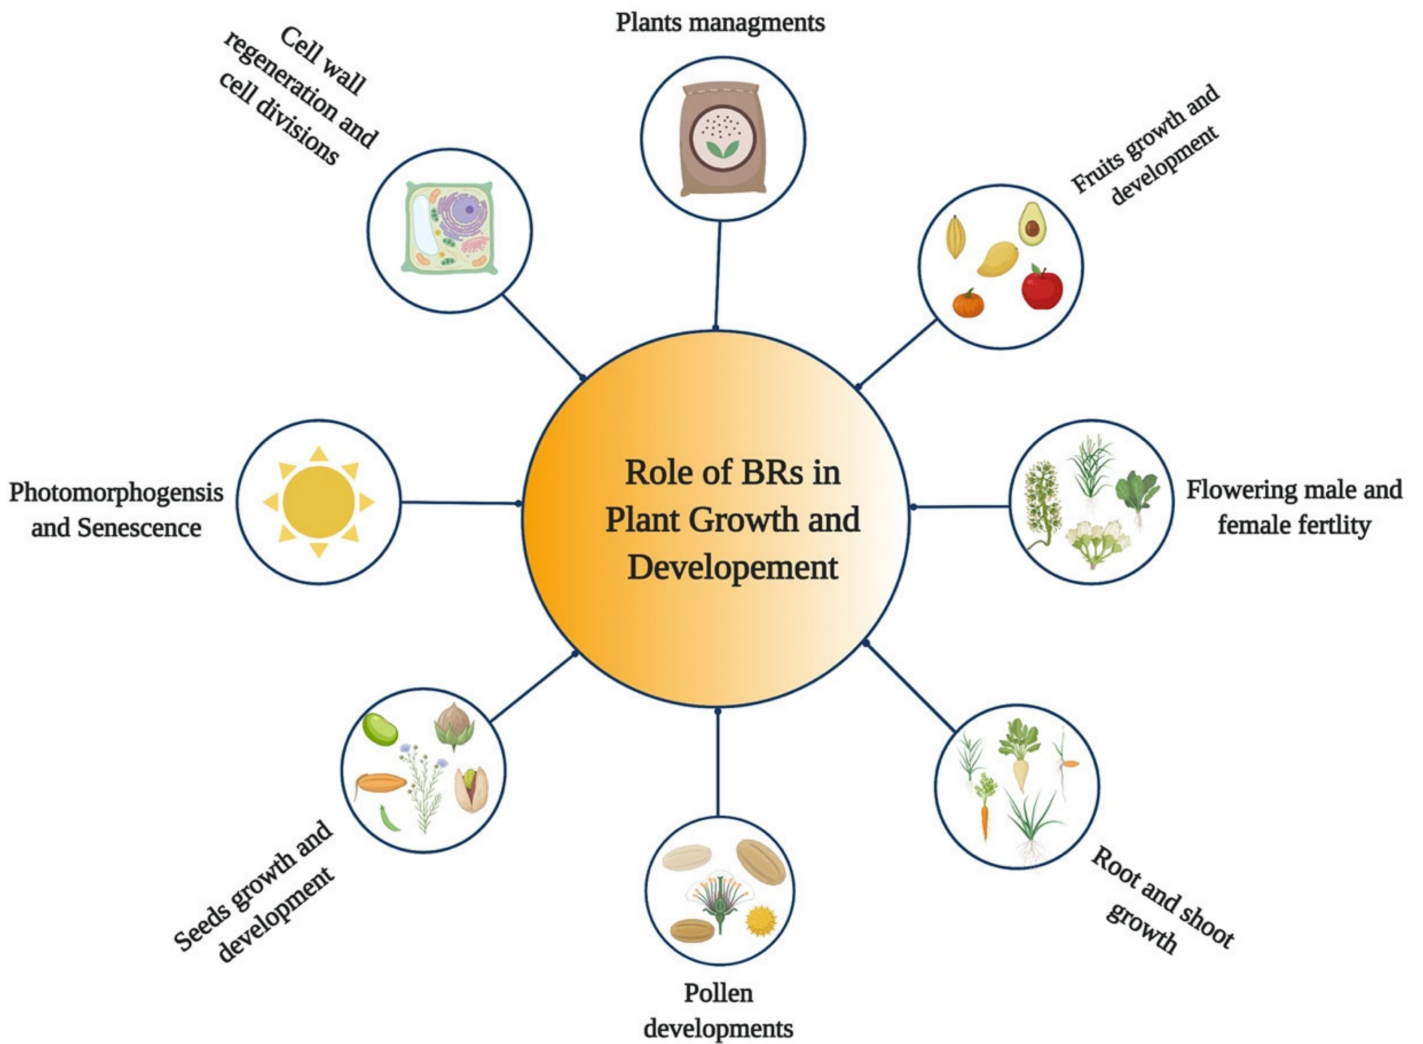 Plants managments
Cell wall
regeneration and
cell divisions
Fruits growth and
development
Role of BRs in
Plant Growth and
Developement
Photomorphogensis
and Senescence
Flowering male and
female fertlity
Seeds growth and
development
Root and shoot
growth
Pollen
developments